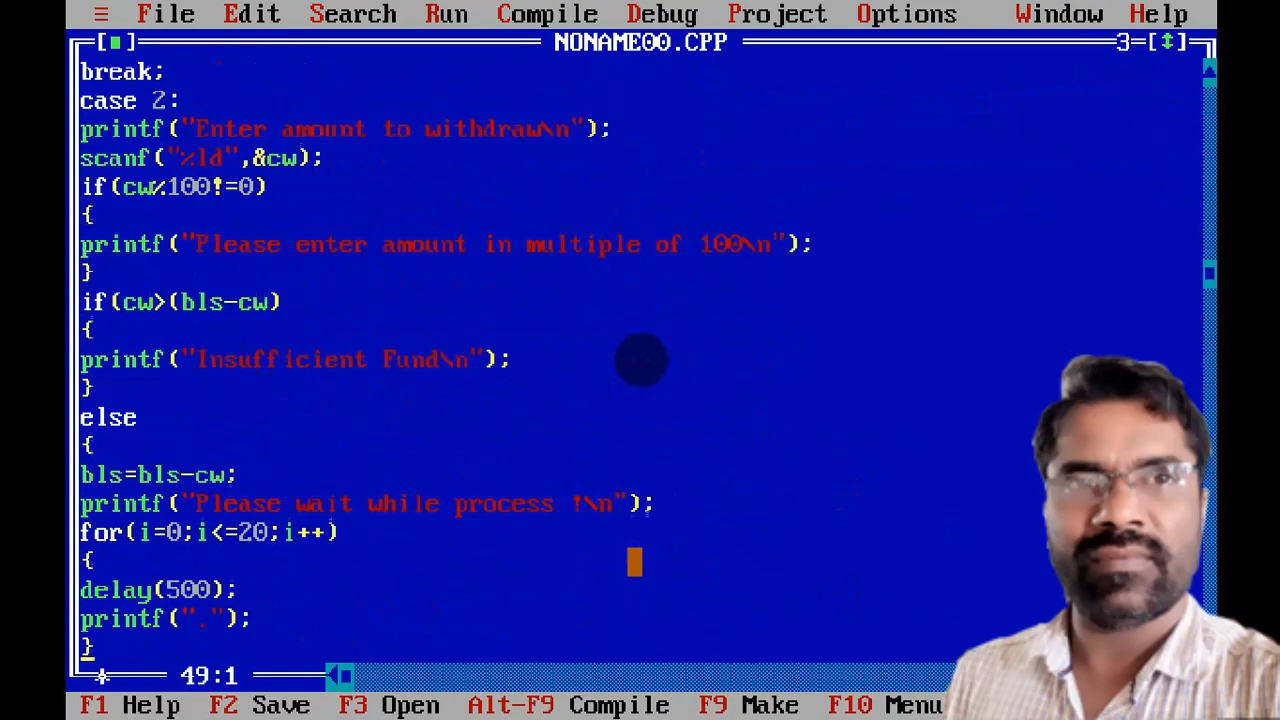 ≡ File Edit Search Run Compile Debug Project Options Window Help
[■] NONAME00.CPP 3=[↕]
break;
case 2:
printf("Enter amount to withdraw\n");
scanf("%ld",&cw);
if(cw%100!=0)
{
printf("Please enter amount in multiple of 100\n");
}
if(cw>(bls-cw)
{
printf("Insufficient Fund\n");
}
else
{
bls=bls-cw;
printf("Please wait while process !\n");
for(i=0;i<=20;i++)
{
delay(500);
printf(".");
}
* 49:1
F1 Help F2 Save F3 Open Alt-F9 Compile F9 Make F10 Menu